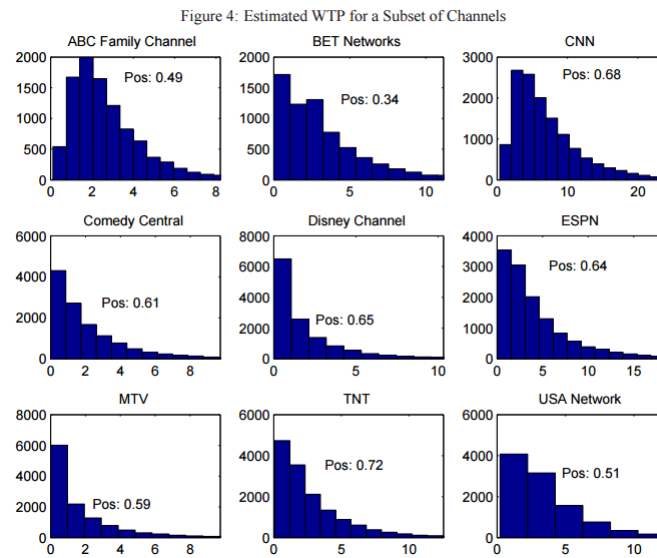 Figure 4: Estimated WTP for a Subset of Channels
ABC Family Channel
BET Networks
CNN
2000
1500
1000
500
0
Pos: 0.49
0 2 4 6 8
2000
1500
1000
500
0
Pos: 0.34
0 5 10
3000
2000
1000
0
Pos: 0.68
0 10 20
Comedy Central
Disney Channel
ESPN
6000
4000
2000
0
Pos: 0.61
0 2 4 6 8
8000
6000
4000
2000
0
Pos: 0.65
0 5 10
4000
3000
2000
1000
0
Pos: 0.64
0 5 10 15
MTV
TNT
USA Network
8000
6000
4000
2000
0
Pos: 0.59
0 2 4 6 8
6000
4000
2000
0
Pos: 0.72
0 5 10
6000
4000
2000
0
Pos: 0.51
0 5 10